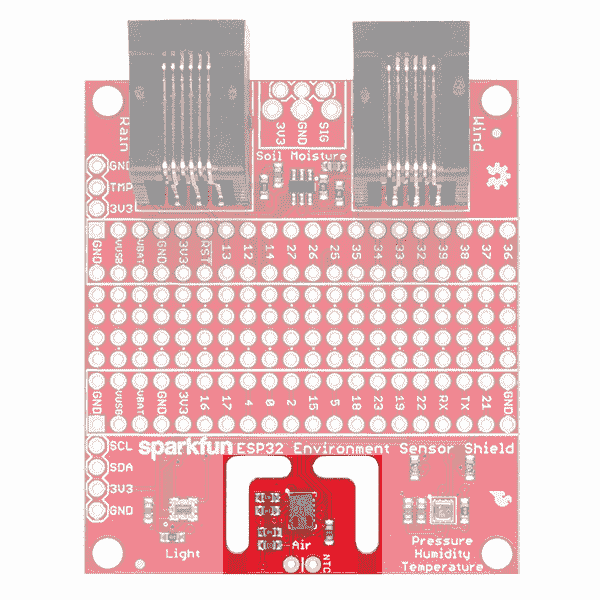 Rain
3V3 GND SIG
Wind
Soil Moisture
GND
TMP
3V3
GND VUSB VBAT GND 3V3 RST 13 12 14 27 26 25 35 34 33 32 39 38 37 36
GND VUSB VBAT GND 3V3 16 17 4 0 2 15 5 18 23 19 22 RX TX 21 GND
SCL
SDA
3V3
GND
sparkfun ESP32 Environment Sensor Shield
Light
Air
NTC
Pressure
Humidity
Temperature